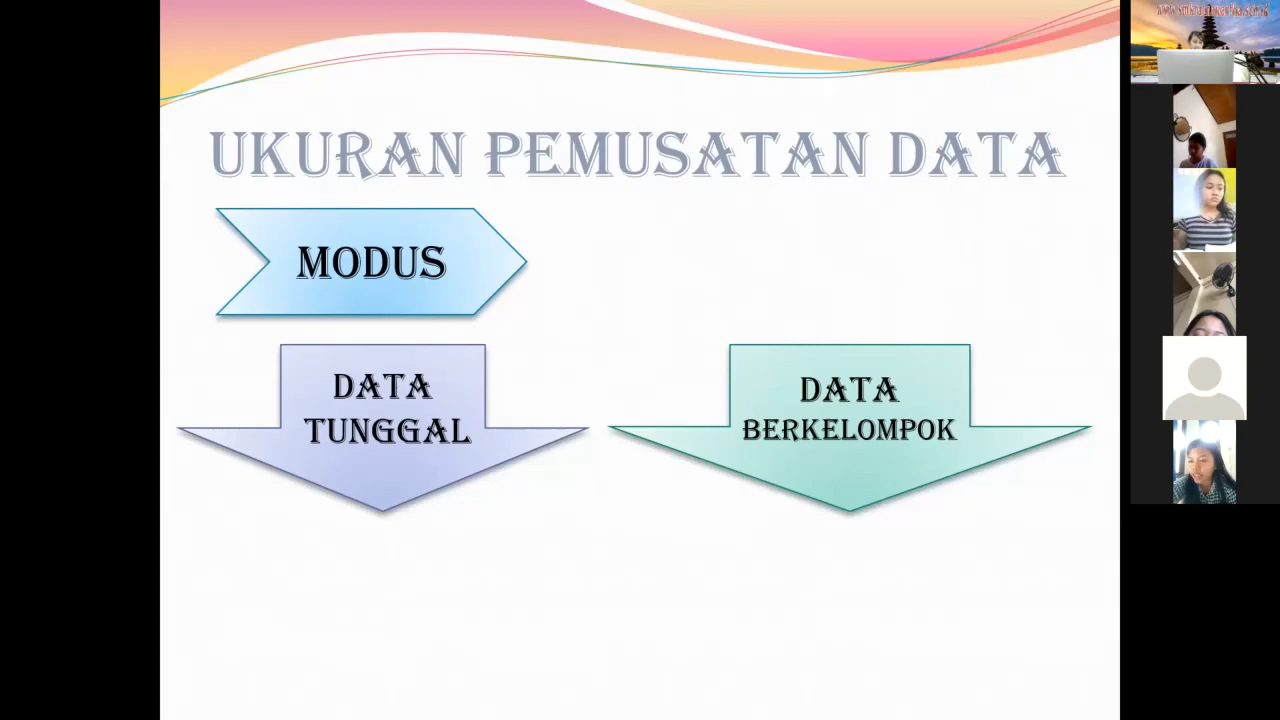 UKURAN PEMUSATAN DATA
MODUS
DATA
TUNGGAL
DATA
BERKELOMPOK